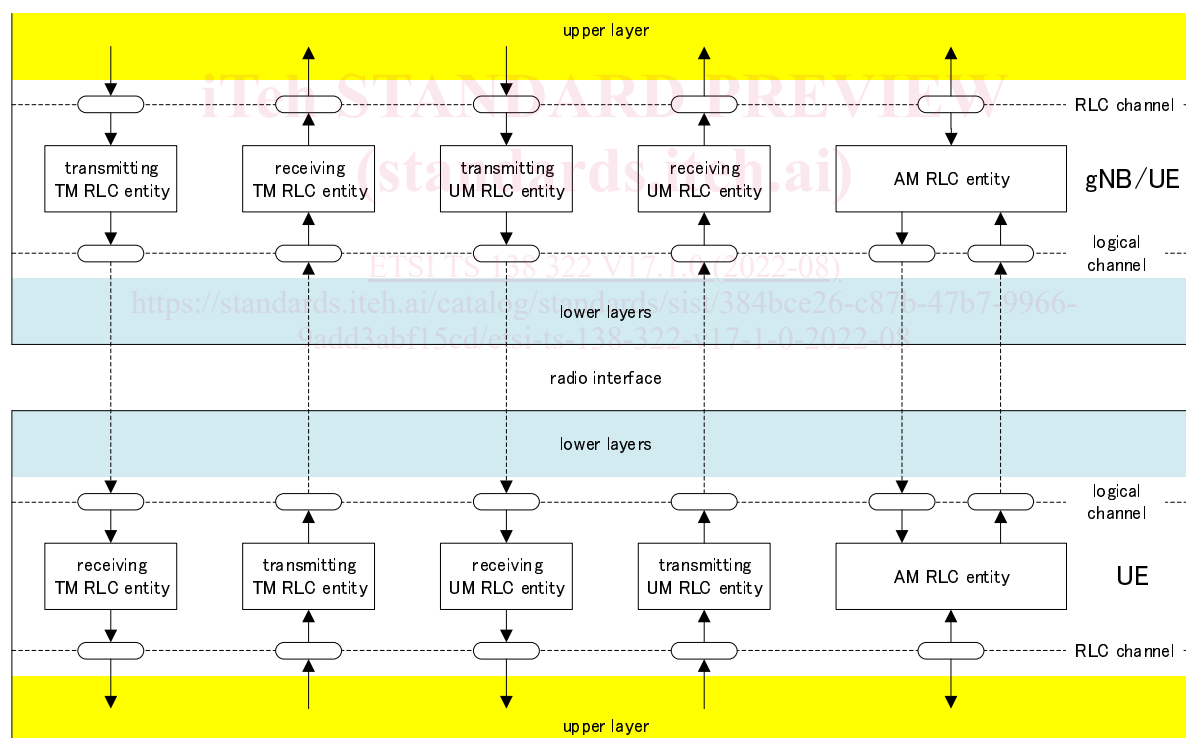 upper layer
iTeh STANDARD PREVIEW
RLC channel
(standards.iteh.ai)
transmitting
TM RLC entity
receiving
TM RLC entity
transmitting
UM RLC entity
receiving
UM RLC entity
AM RLC entity
gNB/UE
logical
channel
ETSI TS 138 322 V17.1.0 (2022-08)
https://standards.iteh.ai/catalog/standards/sist/384bce26-c87b-47b7-9966-
9add3abf15cd/etsi-ts-138-322-v17-1-0-2022-08
lower layers
radio interface
lower layers
logical
channel
receiving
TM RLC entity
transmitting
TM RLC entity
receiving
UM RLC entity
transmitting
UM RLC entity
AM RLC entity
UE
RLC channel
upper layer